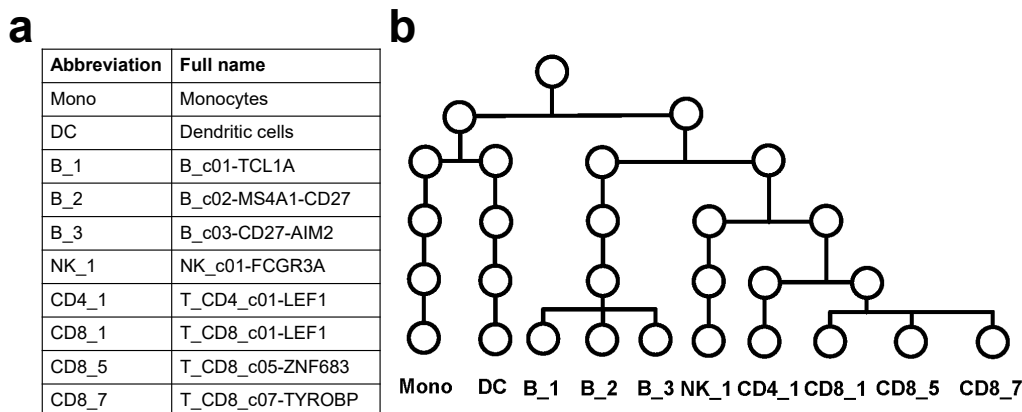 a
Abbreviation Full name
Mono Monocytes
DC Dendritic cells
B_1 B_c01-TCL1A
B_2 B_c02-MS4A1-CD27
B_3 B_c03-CD27-AIM2
NK_1 NK_c01-FCGR3A
CD4_1 T_CD4_c01-LEF1
CD8_1 T_CD8_c01-LEF1
CD8_5 T_CD8_c05-ZNF683
CD8_7 T_CD8_c07-TYROBP
b
Mono DC B_1 B_2 B_3 NK_1 CD4_1 CD8_1 CD8_5 CD8_7